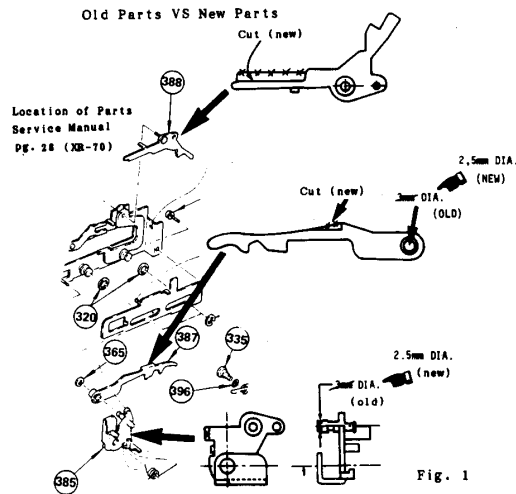 Old Parts VS New Parts
Cut (new)
388
Location of Parts
Service Manual
Pg. 28 (XR-70)
2,5mm DIA.
(NEW)
Cut (new)
3mm DIA.
(OLD)
320
365
387
335
2.5mm DIA.
(new)
396
3mm DIA.
(old)
385
Fig. 1